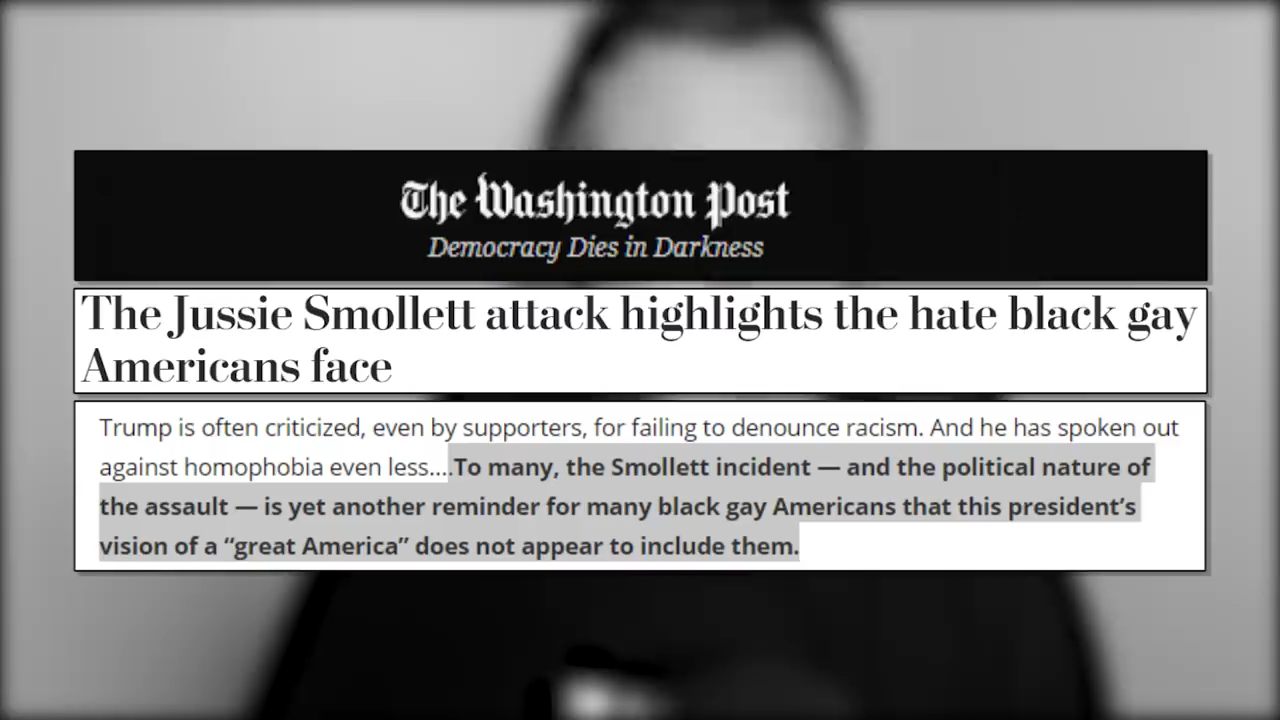 The Washington Post
Democracy Dies in Darkness
The Jussie Smollett attack highlights the hate black gay
Americans face
Trump is often criticized, even by supporters, for failing to denounce racism. And he has spoken out
against homophobia even less....To many, the Smollett incident — and the political nature of
the assault — is yet another reminder for many black gay Americans that this president’s
vision of a “great America” does not appear to include them.